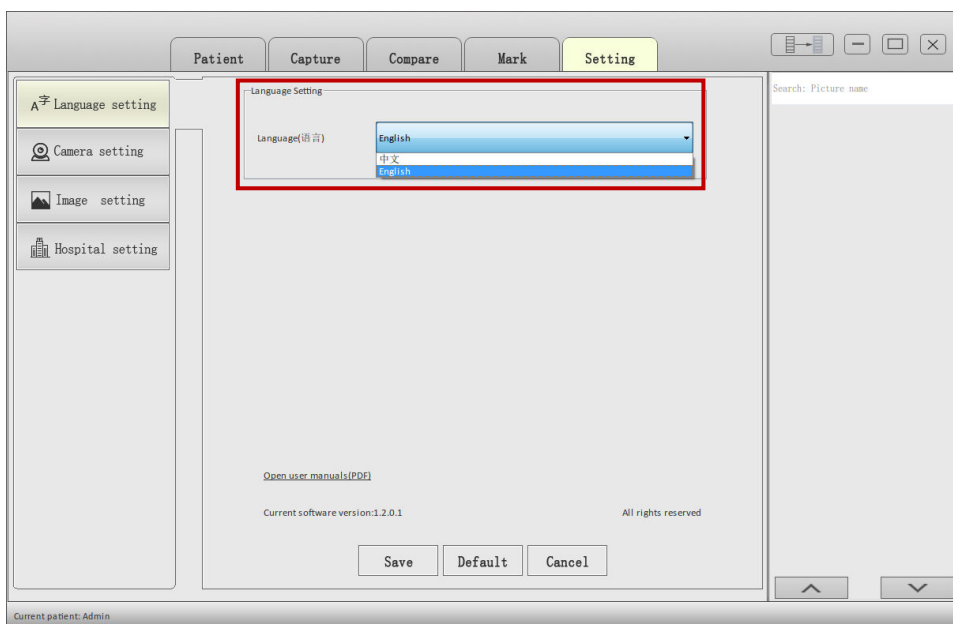 Patient
Capture
Compare
Mark
Setting
Search: Picture name
A字 Language setting
Camera setting
Image setting
Hospital setting
Language Setting
Language(语言)
English
中文
English
Open user manuals(PDF)
Current software version:1.2.0.1
All rights reserved
Save
Default
Cancel
Current patient: Admin